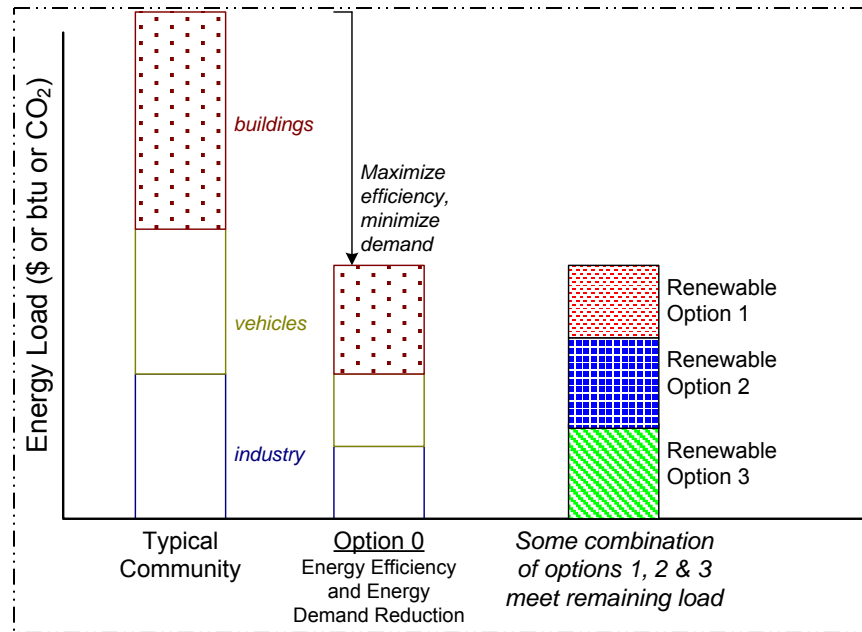 Energy Load ($ or btu or CO₂)
buildings
vehicles
industry
Maximize
efficiency,
minimize
demand
Renewable
Option 1
Renewable
Option 2
Renewable
Option 3
Typical
Community
Option 0
Energy Efficiency
and Energy
Demand Reduction
Some combination
of options 1, 2 & 3
meet remaining load